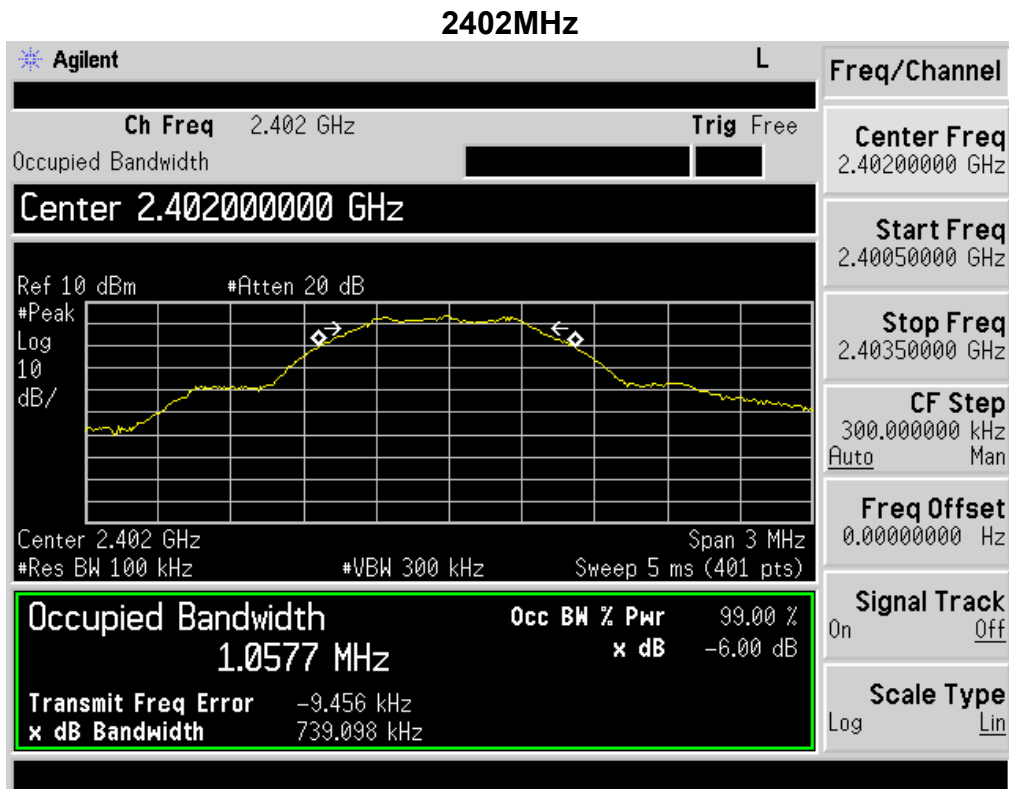 2402MHz
Agilent L
Ch Freq 2.402 GHz Trig Free
Occupied Bandwidth
Center 2.402000000 GHz
Ref 10 dBm #Atten 20 dB
#Peak
Log
10
dB/
Center 2.402 GHz Span 3 MHz
#Res BW 100 kHz #VBW 300 kHz Sweep 5 ms (401 pts)
Occupied Bandwidth Occ BW % Pwr 99.00 %
1.0577 MHz x dB -6.00 dB
Transmit Freq Error -9.456 kHz
x dB Bandwidth 739.098 kHz
Freq/Channel
Center Freq
2.40200000 GHz
Start Freq
2.40050000 GHz
Stop Freq
2.40350000 GHz
CF Step
300.000000 kHz
Auto Man
Freq Offset
0.00000000 Hz
Signal Track
On Off
Scale Type
Log Lin